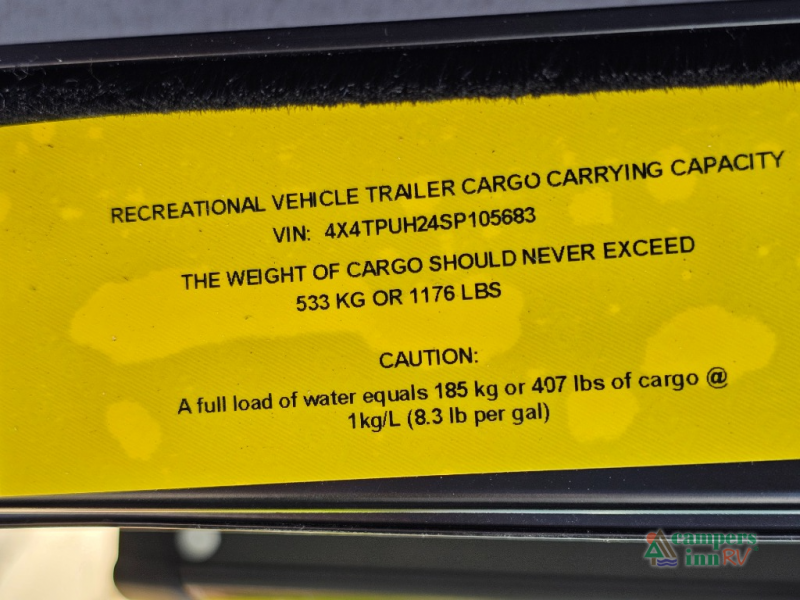 RECREATIONAL VEHICLE TRAILER CARGO CARRYING CAPACITY
VIN: 4X4TPUH24SP105683
THE WEIGHT OF CARGO SHOULD NEVER EXCEED
533 KG OR 1176 LBS
CAUTION:
A full load of water equals 185 kg or 407 lbs of cargo @
1kg/L (8.3 lb per gal)
campers
inn RV